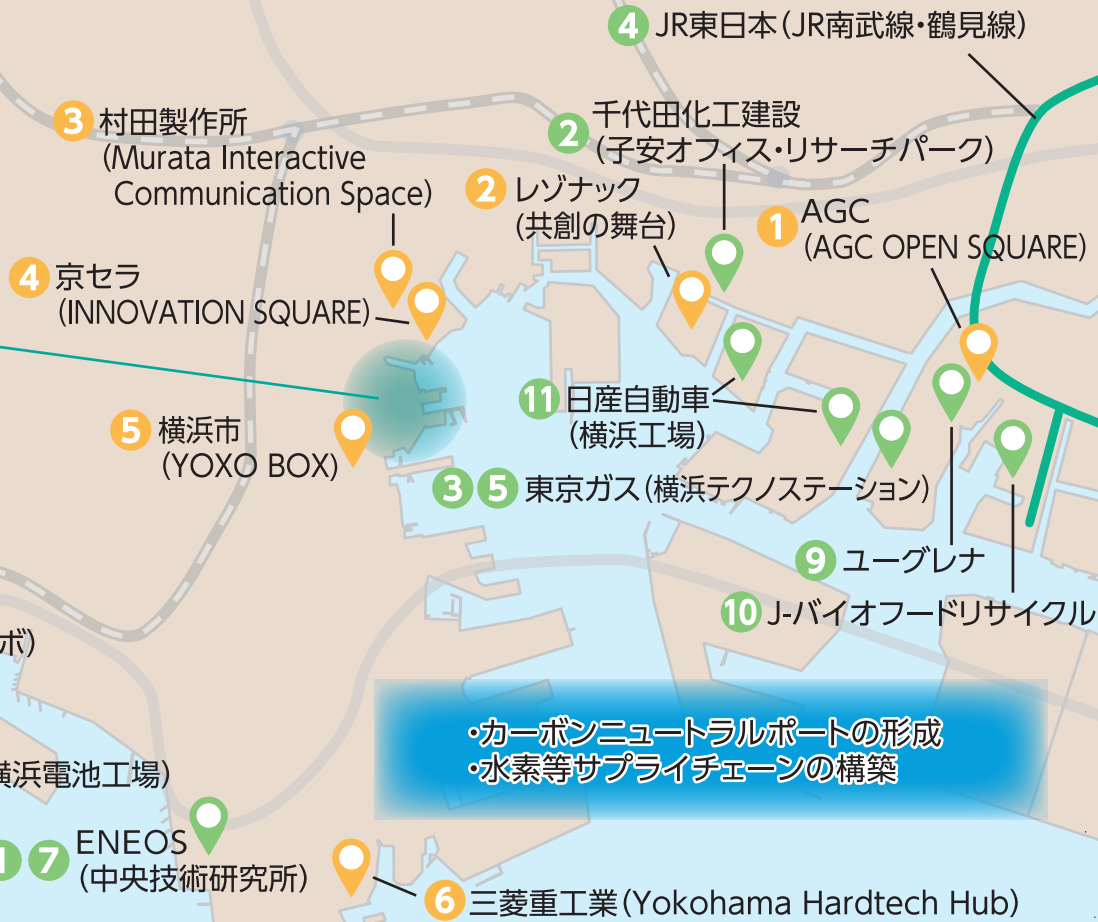 4 JR東日本(JR南武線・鶴見線)
3 村田製作所
(Murata Interactive
Communication Space)
2 千代田化工建設
(子安オフィス・リサーチパーク)
2 レゾナック
(共創の舞台)
1 AGC
(AGC OPEN SQUARE)
4 京セラ
(INNOVATION SQUARE)
11 日産自動車
(横浜工場)
5 横浜市
(YOXO BOX)
3 5 東京ガス(横浜テクノステーション)
9 ユーグレナ
10 J-バイオフードリサイクル
ボ)
・カーボンニュートラルポートの形成
・水素等サプライチェーンの構築
横浜電池工場)
1 7 ENEOS
(中央技術研究所)
6 三菱重工業(Yokohama Hardtech Hub)